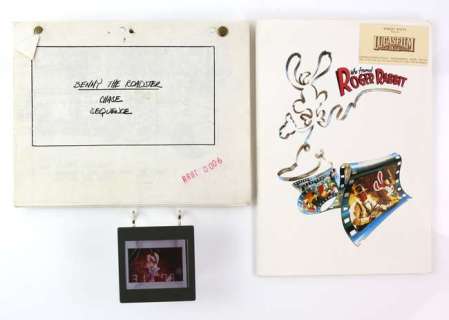 BENNY THE ROADSTER
CHASE
SEQUENCE
RRBT 0006
LUCASFILM
who framed
ROGER RABBIT